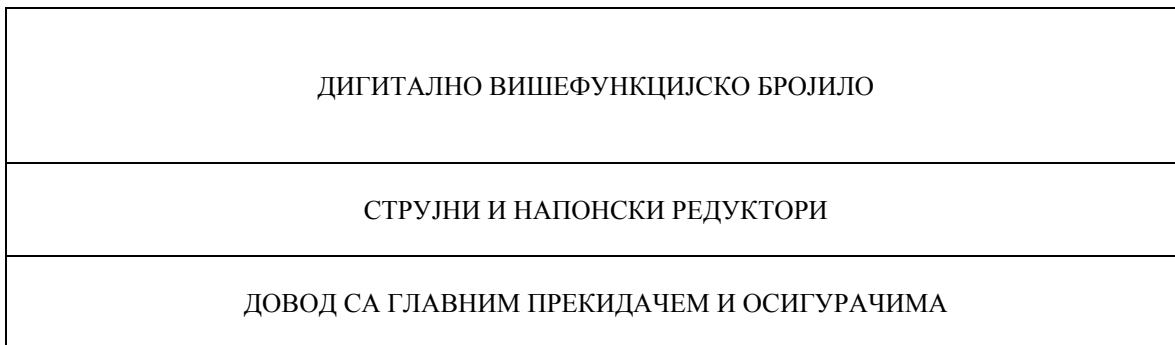 ДИГИТАЛНО ВИШЕФУНКЦИЈСКО БРОЈИЛО
СТРУЈНИ И НАПОНСКИ РЕДУКТОРИ
ДОВОД СА ГЛАВНИМ ПРЕКИДАЧЕМ И ОСИГУРАЧИМА